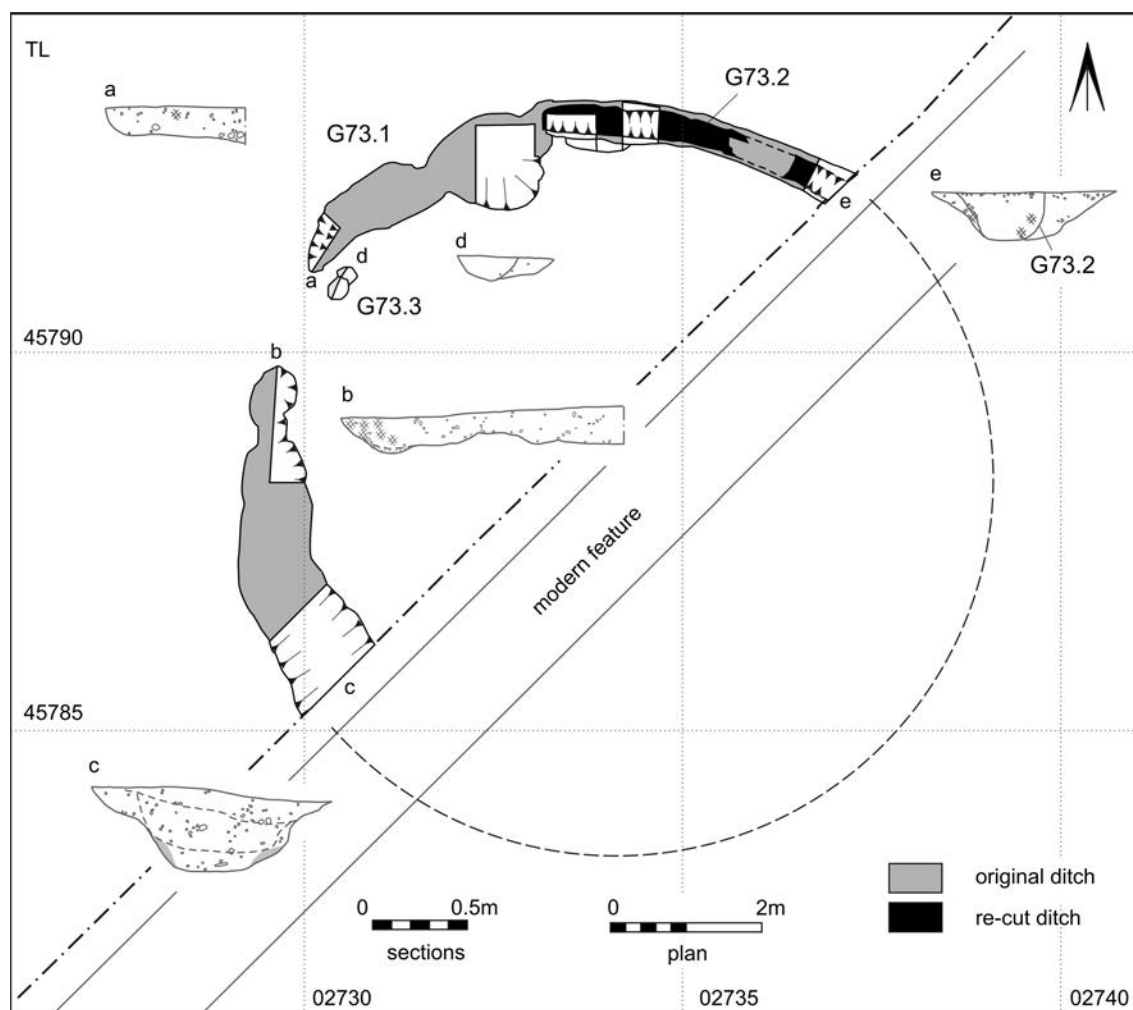 TL
a
G73.1
G73.2
e
e
G73.2
d
d
a
G73.3
45790
b
b
modern feature
45785
c
c
original ditch
re-cut ditch
0 0.5m
sections
0 2m
plan
02730
02735
02740